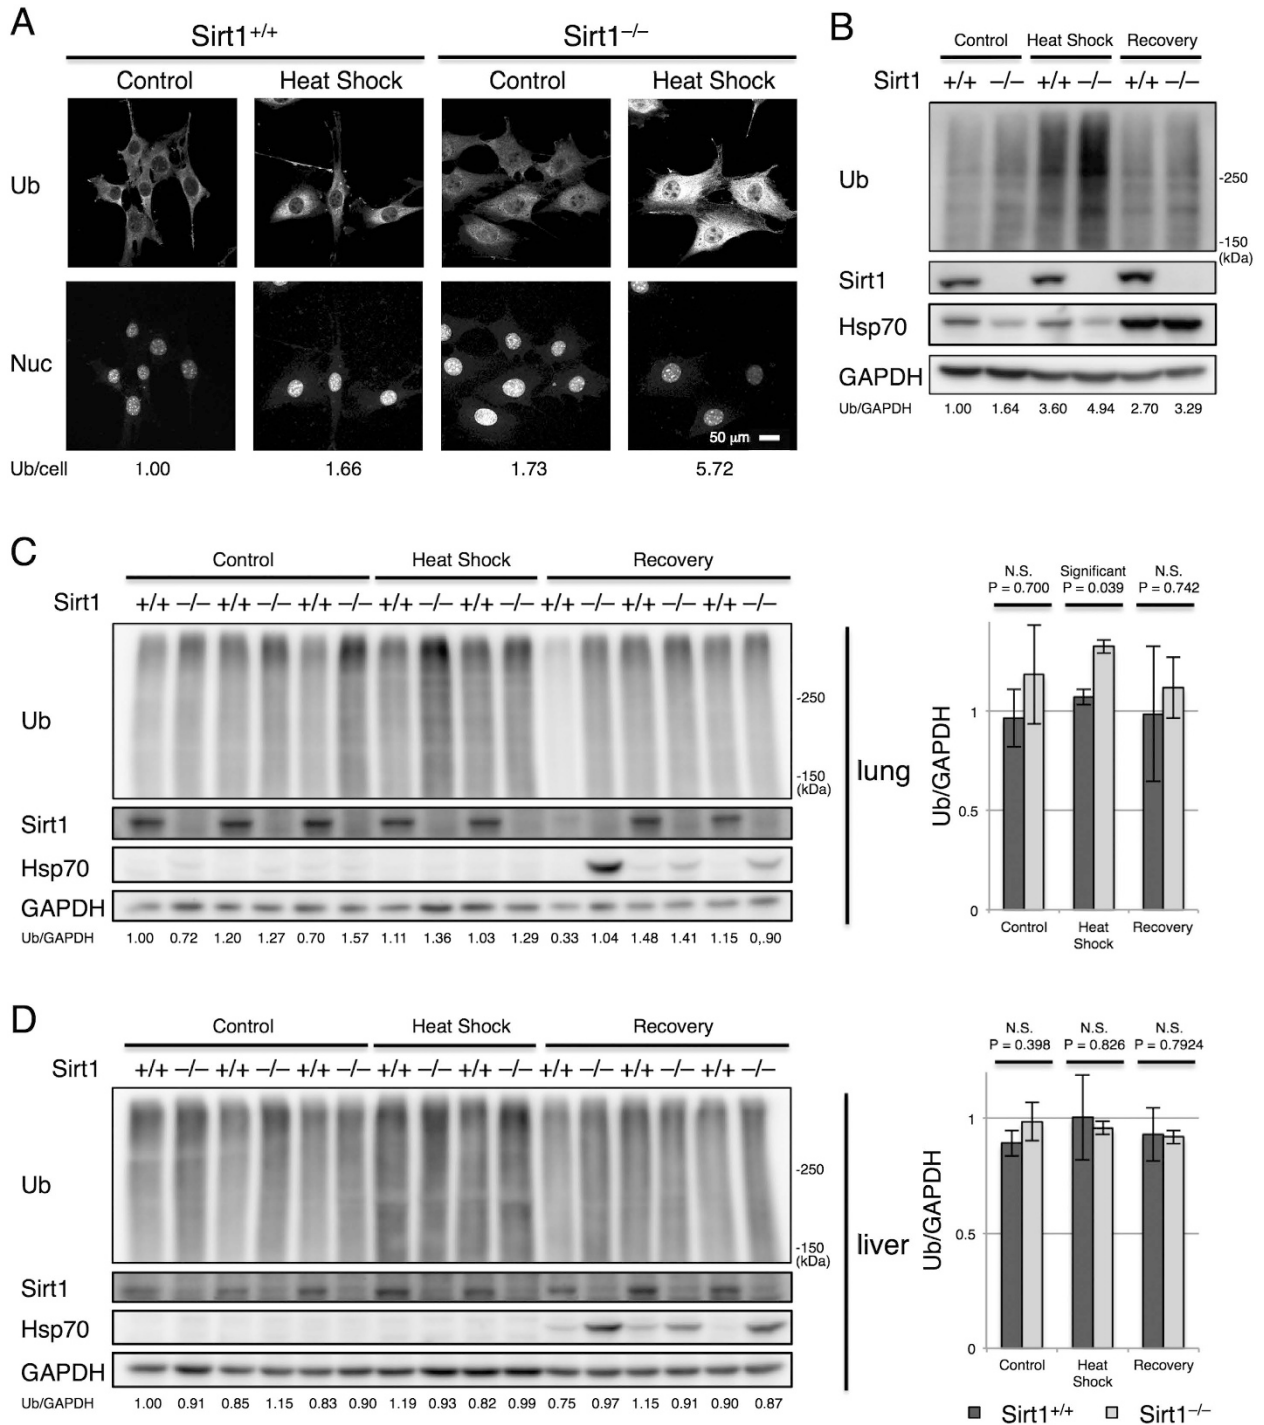 A
Sirt1+/+ Sirt1–/–
Control Heat Shock Control Heat Shock
Ub
Nuc
50 µm
Ub/cell 1.00 1.66 1.73 5.72
B
Control Heat Shock Recovery
Sirt1 +/+ –/– +/+ –/– +/+ –/–
Ub
-250
-150
(kDa)
Sirt1
Hsp70
GAPDH
Ub/GAPDH 1.00 1.64 3.60 4.94 2.70 3.29
C
Control Heat Shock Recovery
Sirt1 +/+ –/– +/+ –/– +/+ –/– +/+ –/– +/+ –/– +/+ –/– +/+ –/– +/+ –/–
Ub
-250
-150
(kDa)
Sirt1
Hsp70
GAPDH
Ub/GAPDH 1.00 0.72 1.20 1.27 0.70 1.57 1.11 1.36 1.03 1.29 0.33 1.04 1.48 1.41 1.15 0,.90
lung
N.S. Significant N.S.
P = 0.700 P = 0.039 P = 0.742
Ub/GAPDH
1
0.5
0
Control Heat Shock Recovery
D
Control Heat Shock Recovery
Sirt1 +/+ –/– +/+ –/– +/+ –/– +/+ –/– +/+ –/– +/+ –/– +/+ –/– +/+ –/–
Ub
-250
-150
(kDa)
Sirt1
Hsp70
GAPDH
Ub/GAPDH 1.00 0.91 0.85 1.15 0.83 0.90 1.19 0.93 0.82 0.99 0.75 0.97 1.15 0.91 0.90 0.87
liver
N.S. N.S. N.S.
P = 0.398 P = 0.826 P = 0.7924
Ub/GAPDH
1
0.5
0
Control Heat Shock Recovery
Sirt1+/+ Sirt1–/–